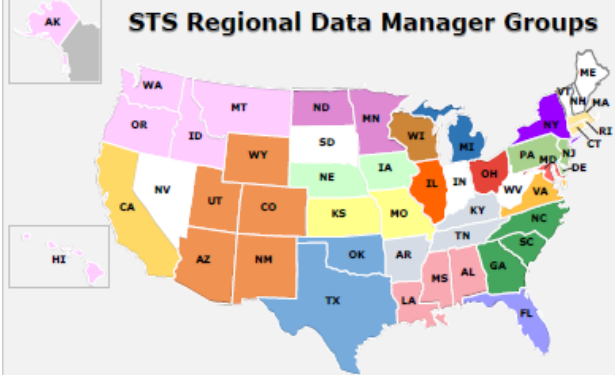 STS Regional Data Manager Groups
AK
WA
MT
ND
MN
ME
VT
NH
MA
OR
ID
SD
WI
MI
NY
RI
CT
WY
NE
IA
PA
NJ
MD
DE
NV
UT
CO
IL
IN
OH
WV
VA
CA
KS
MO
KY
NC
HI
AZ
NM
OK
AR
TN
SC
TX
LA
MS
AL
GA
FL